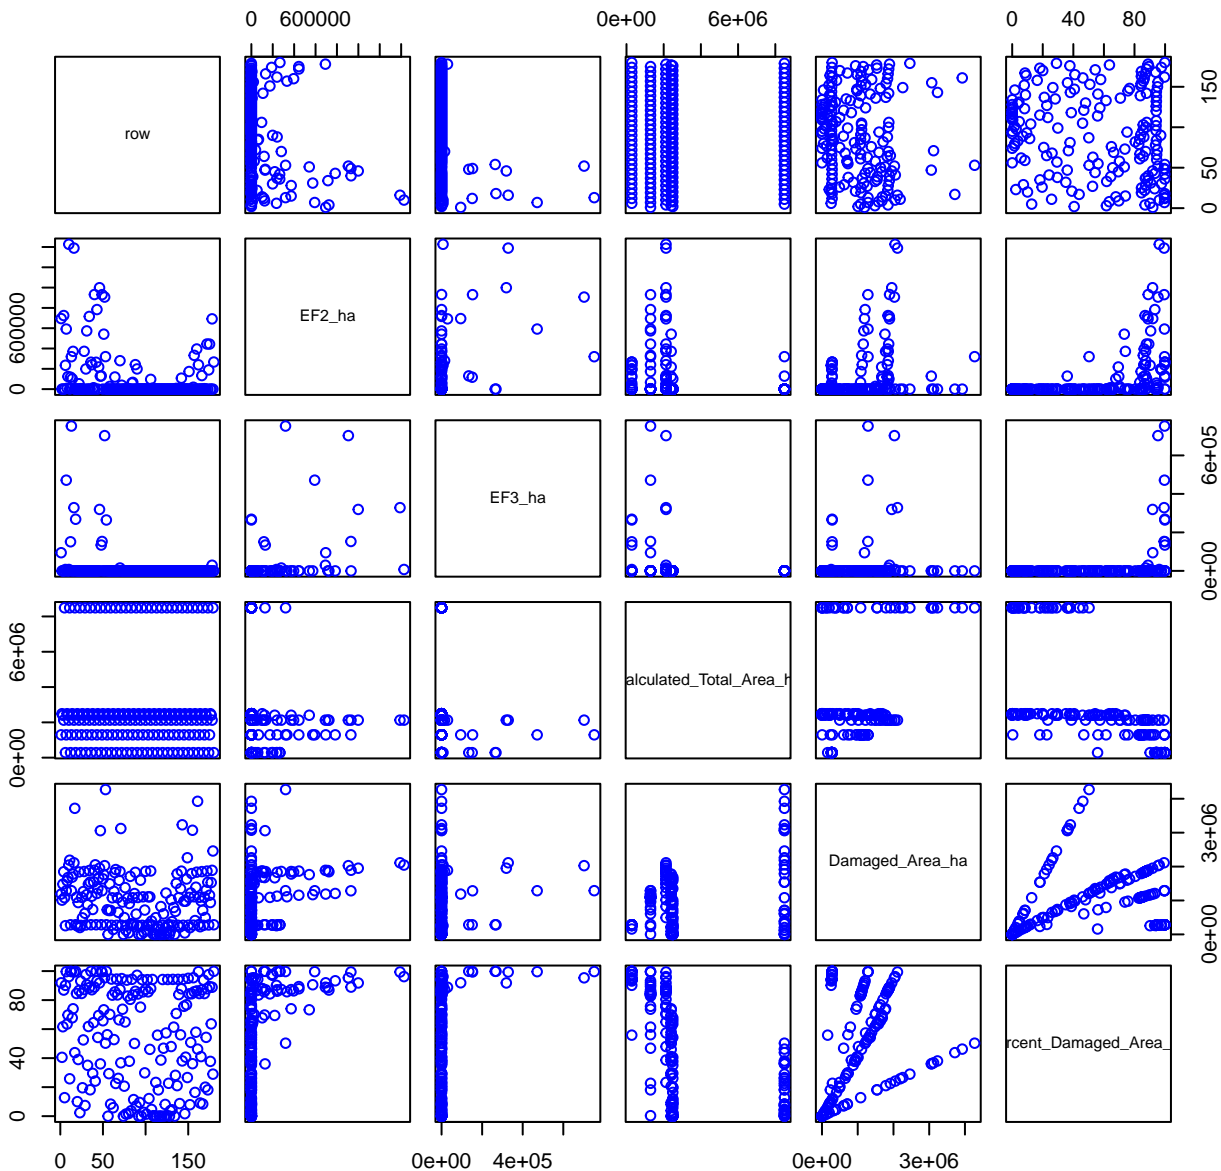 0 600000 0e+00 6e+06 0 40 80
row
0 50 150
EF2_ha
0 600000
EF3_ha
0e+00 6e+05
alculated_Total_Area_h
0e+00 6e+06
Damaged_Area_ha
0e+00 3e+06
rcent_Damaged_Area_
0 40 80
0 50 150 0e+00 4e+05 0e+00 3e+06